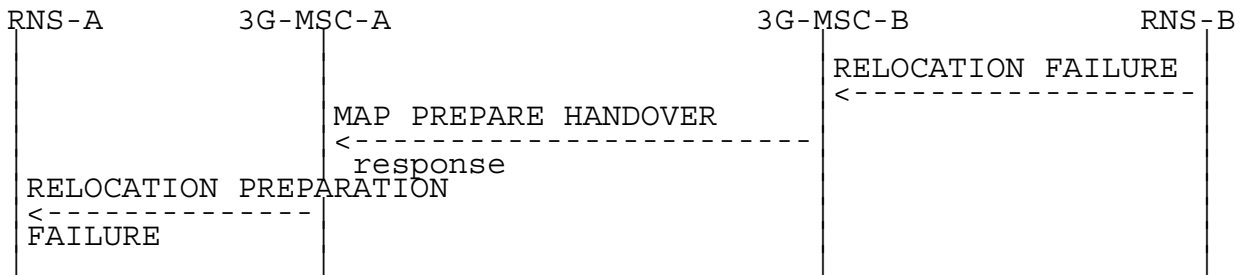 RNS-A 3G-MSC-A 3G-MSC-B RNS-B
RELOCATION FAILURE
MAP PREPARE HANDOVER
response
RELOCATION PREPARATION
FAILURE